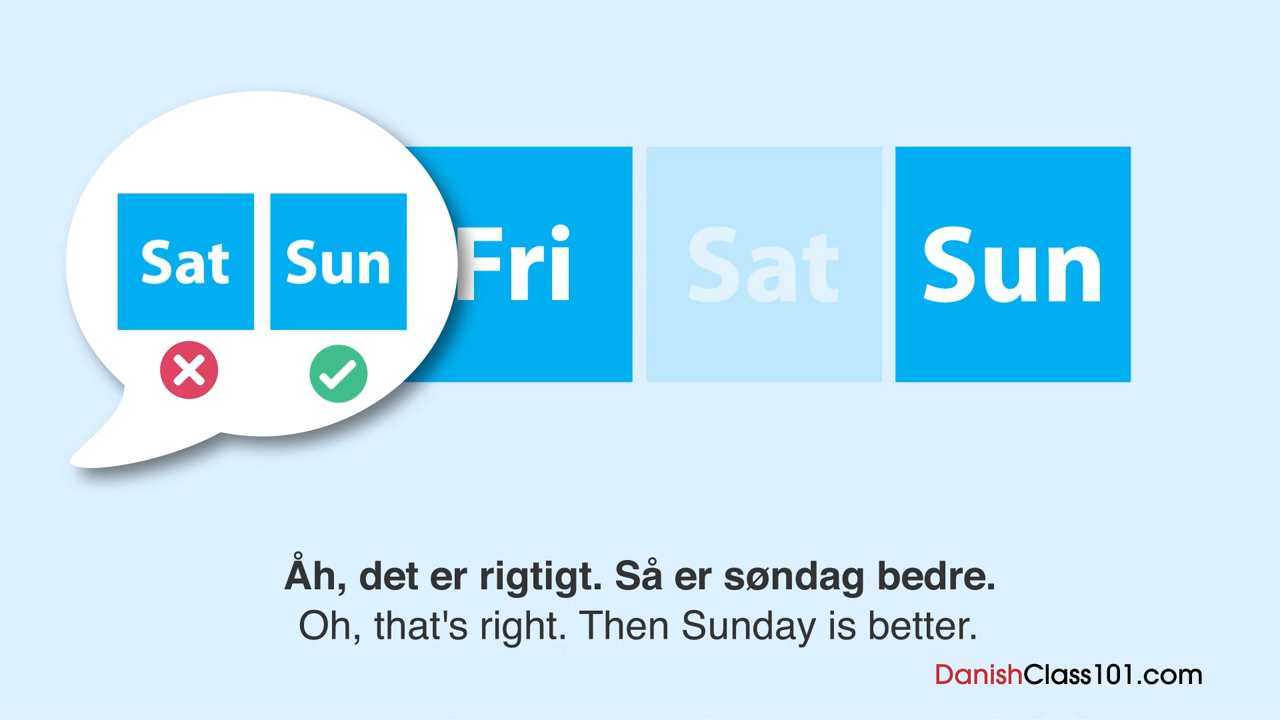 Sat Sun
Fri Sat Sun
Åh, det er rigtigt. Så er søndag bedre.
Oh, that's right. Then Sunday is better.
DanishClass101.com